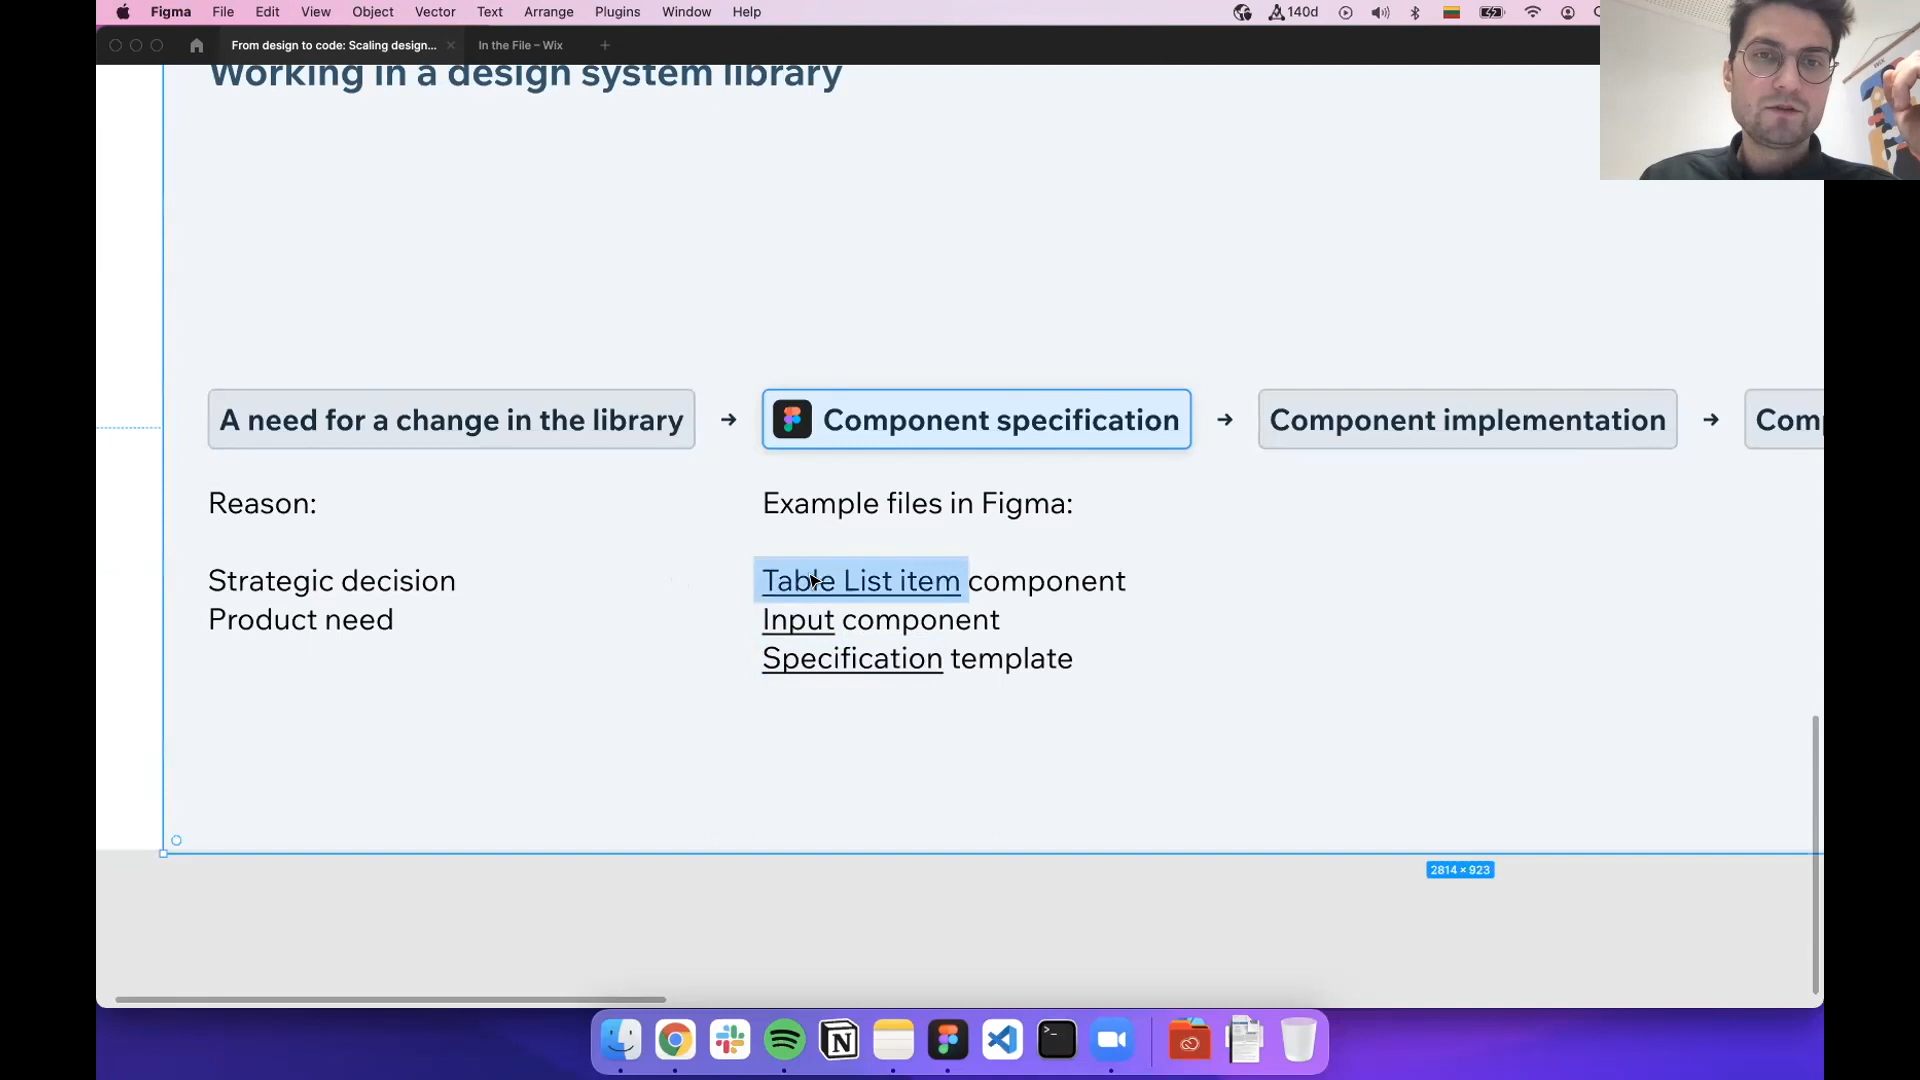 Figma File Edit View Object Vector Text Arrange Plugins Window Help 140d
From design to code: Scaling design... In the File – Wix
Working in a design system library
A need for a change in the library → Component specification → Component implementation →
Reason:
Strategic decision
Product need
Example files in Figma:
Table List item component
Input component
Specification template
2814 × 923